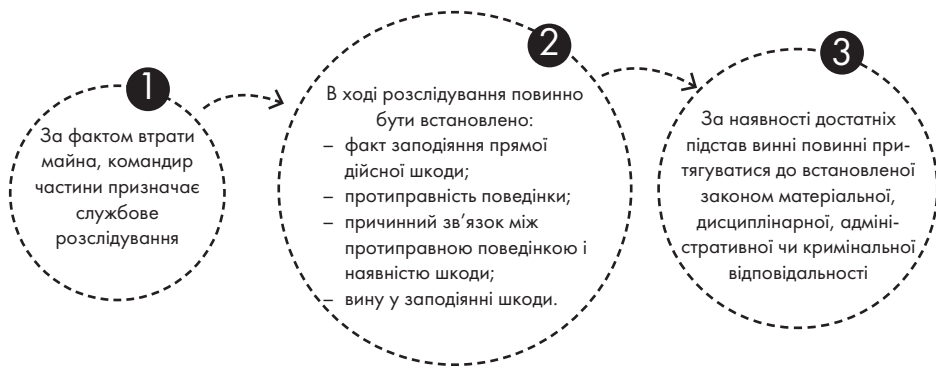 1
За фактом втрати
майна, командир
частини призначає
службове
розслідування
2
В ході розслідування повинно
бути встановлено:
– факт заподіяння прямої
дійсної шкоди;
– протиправність поведінки;
– причинний зв’язок між
протиправною поведінкою і
наявністю шкоди;
– вину у заподіянні шкоди.
3
За наявності достатніх
підстав винні повинні при-
тягуватися до встановленої
законом матеріальної,
дисциплінарної, адміні-
стративної чи кримінальної
відповідальності